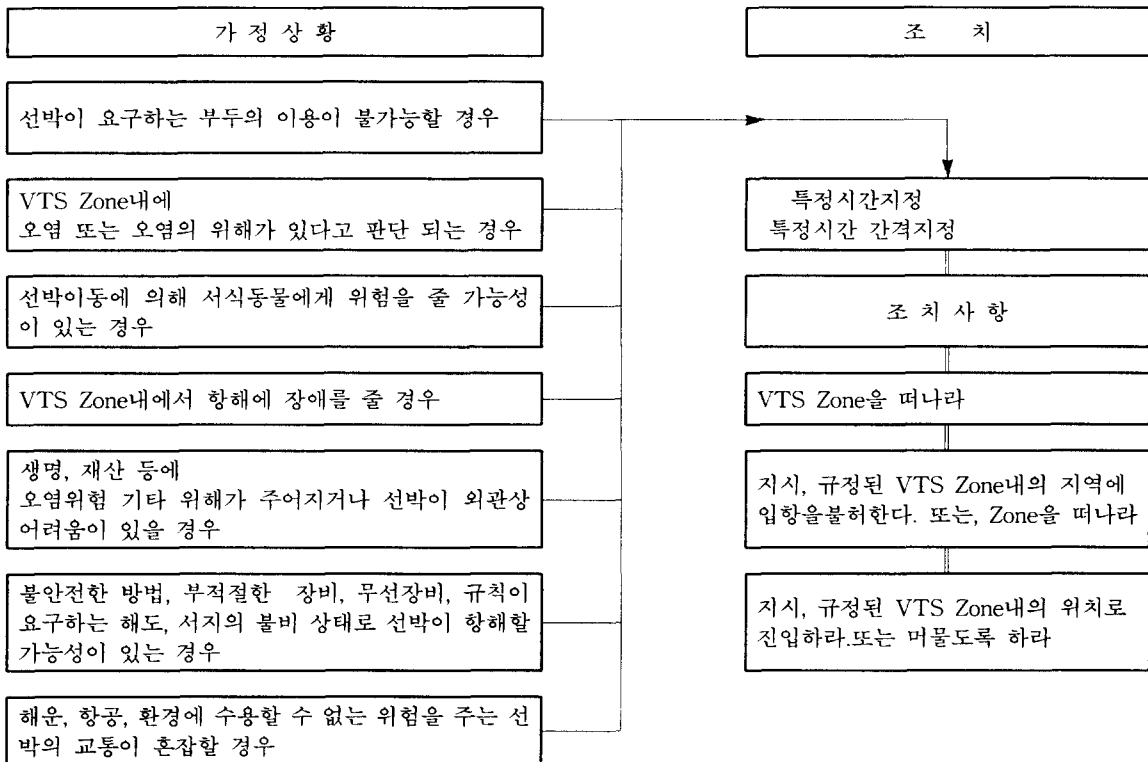 가 정 상 황
선박이 요구하는 부두의 이용이 불가능할 경우
VTS Zone내에
오염 또는 오염의 위해가 있다고 판단 되는 경우
선박이동에 의해 서식동물에게 위험을 줄 가능성
이 있는 경우
VTS Zone내에서 항해에 장애를 줄 경우
생명, 재산 등에
오염위험 기타 위해가 주어지거나 선박이 외관상
어려움이 있을 경우
불안전한 방법, 부적절한 장비, 무선장비, 규칙이
요구하는 해도, 서지의 불비 상태로 선박이 항해할
가능성이 있는 경우
해운, 항공, 환경에 수용할 수 없는 위험을 주는 선
박의 교통이 혼잡할 경우
조 치
특정시간지정
특정시간 간격지정
조 치 사 항
VTS Zone을 떠나라
지시, 규정된 VTS Zone내의 지역에
입항을불허한다. 또는, Zone을 떠나라
지시, 규정된 VTS Zone내의 위치로
진입하라.또는 머물도록 하라